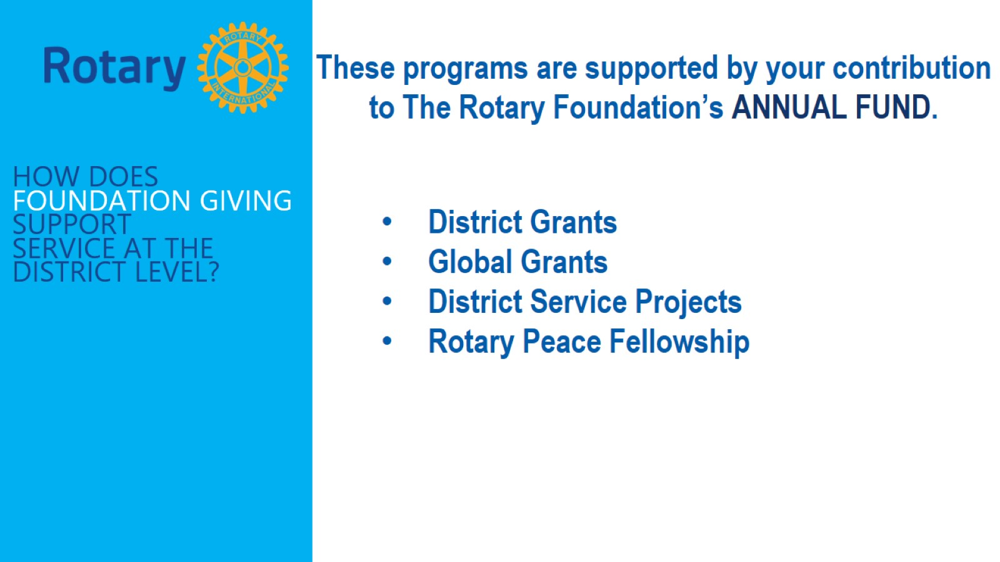 Rotary
ROTARY
INTERNATIONAL
HOW DOES
FOUNDATION GIVING
SUPPORT
SERVICE AT THE
DISTRICT LEVEL?
These programs are supported by your contribution
to The Rotary Foundation’s ANNUAL FUND.
• District Grants
• Global Grants
• District Service Projects
• Rotary Peace Fellowship